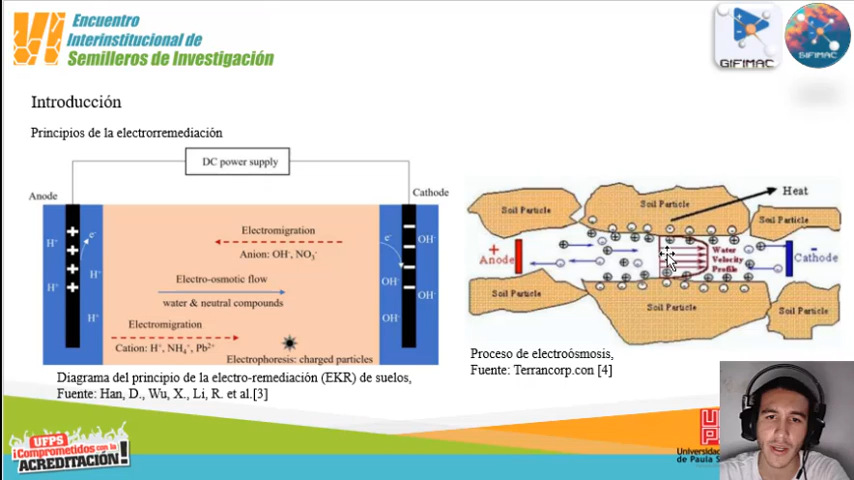 Encuentro
Interinstitucional de
Semilleros de Investigación
GIFIMAC
GIFIMAC
Introducción
Principios de la electrorremediación
DC power supply
Anode
Cathode
H⁺
e⁻
H⁺
H⁺
H⁺
Electromigration
Anion: OH⁻, NO₃⁻
Electro-osmotic flow
water & neutral compounds
Electromigration
Cation: H⁺, NH₄⁺, Pb²⁺
Electrophoresis: charged particles
e⁻
OH⁻
OH⁻
OH⁻
OH⁻
Diagrama del principio de la electro-remediación (EKR) de suelos,
Fuente: Han, D., Wu, X., Li, R. et al.[3]
Heat
Soil Particle
Soil Particle
Soil Particle
+
Anode
Water
Velocity
Profile
-
Cathode
Soil Particle
Soil Particle
Soil Particle
Proceso de electroósmosis,
Fuente: Terrancorp.con [4]
UFPS
¡Comprometidos con la
ACREDITACIÓN!
Universidad
de Paula S